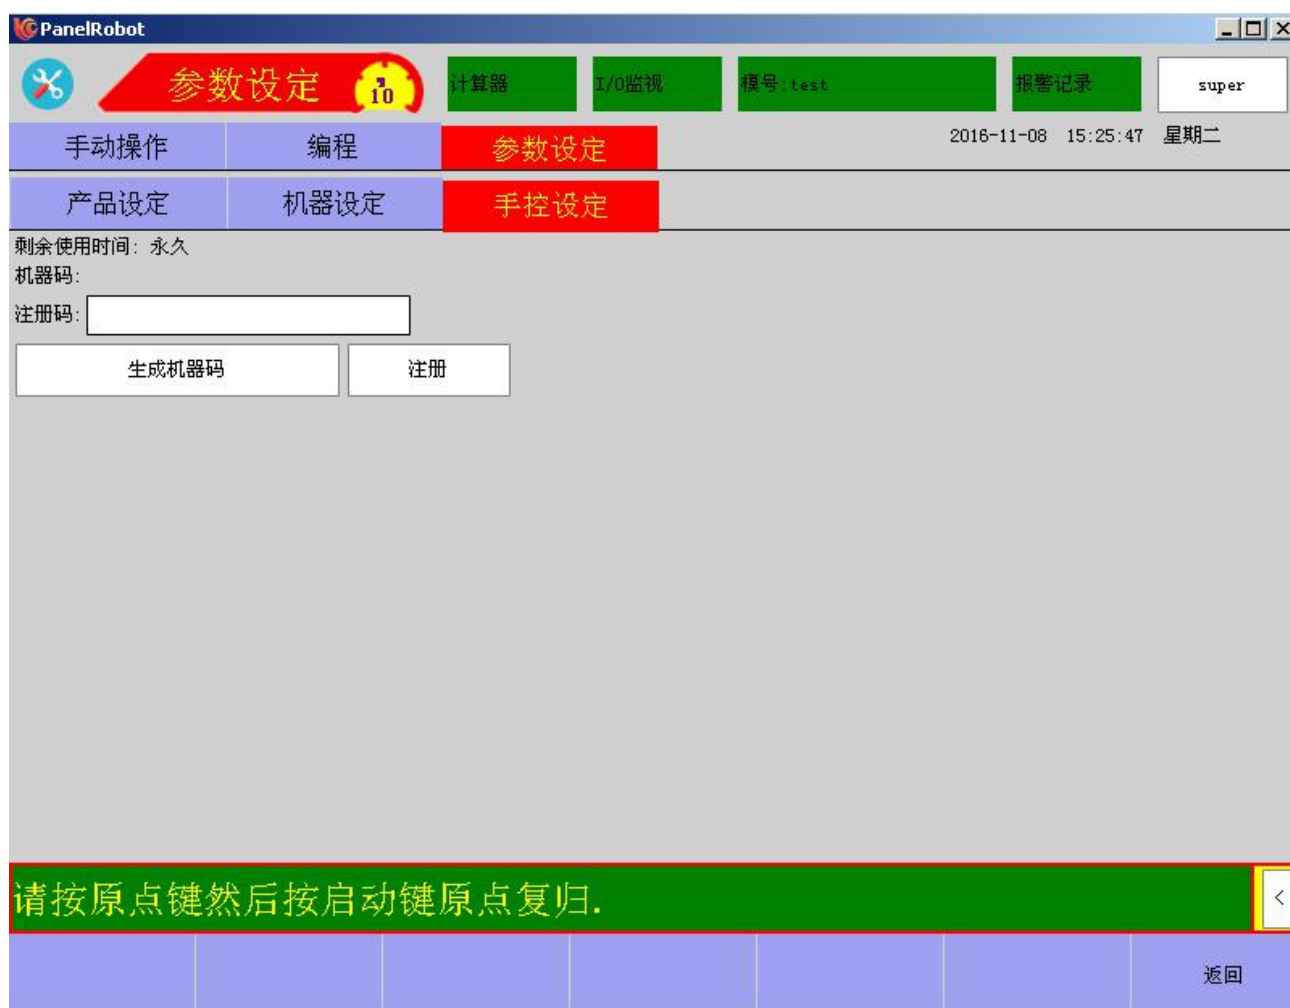 PanelRobot
参数设定 10 计算器 I/O监视 模号:test 报警记录 super
手动操作 编程 参数设定 2016-11-08 15:25:47 星期二
产品设定 机器设定 手控设定
剩余使用时间: 永久
机器码:
注册码:
生成机器码 注册
请按原点键然后按启动键原点复归.
<
返回